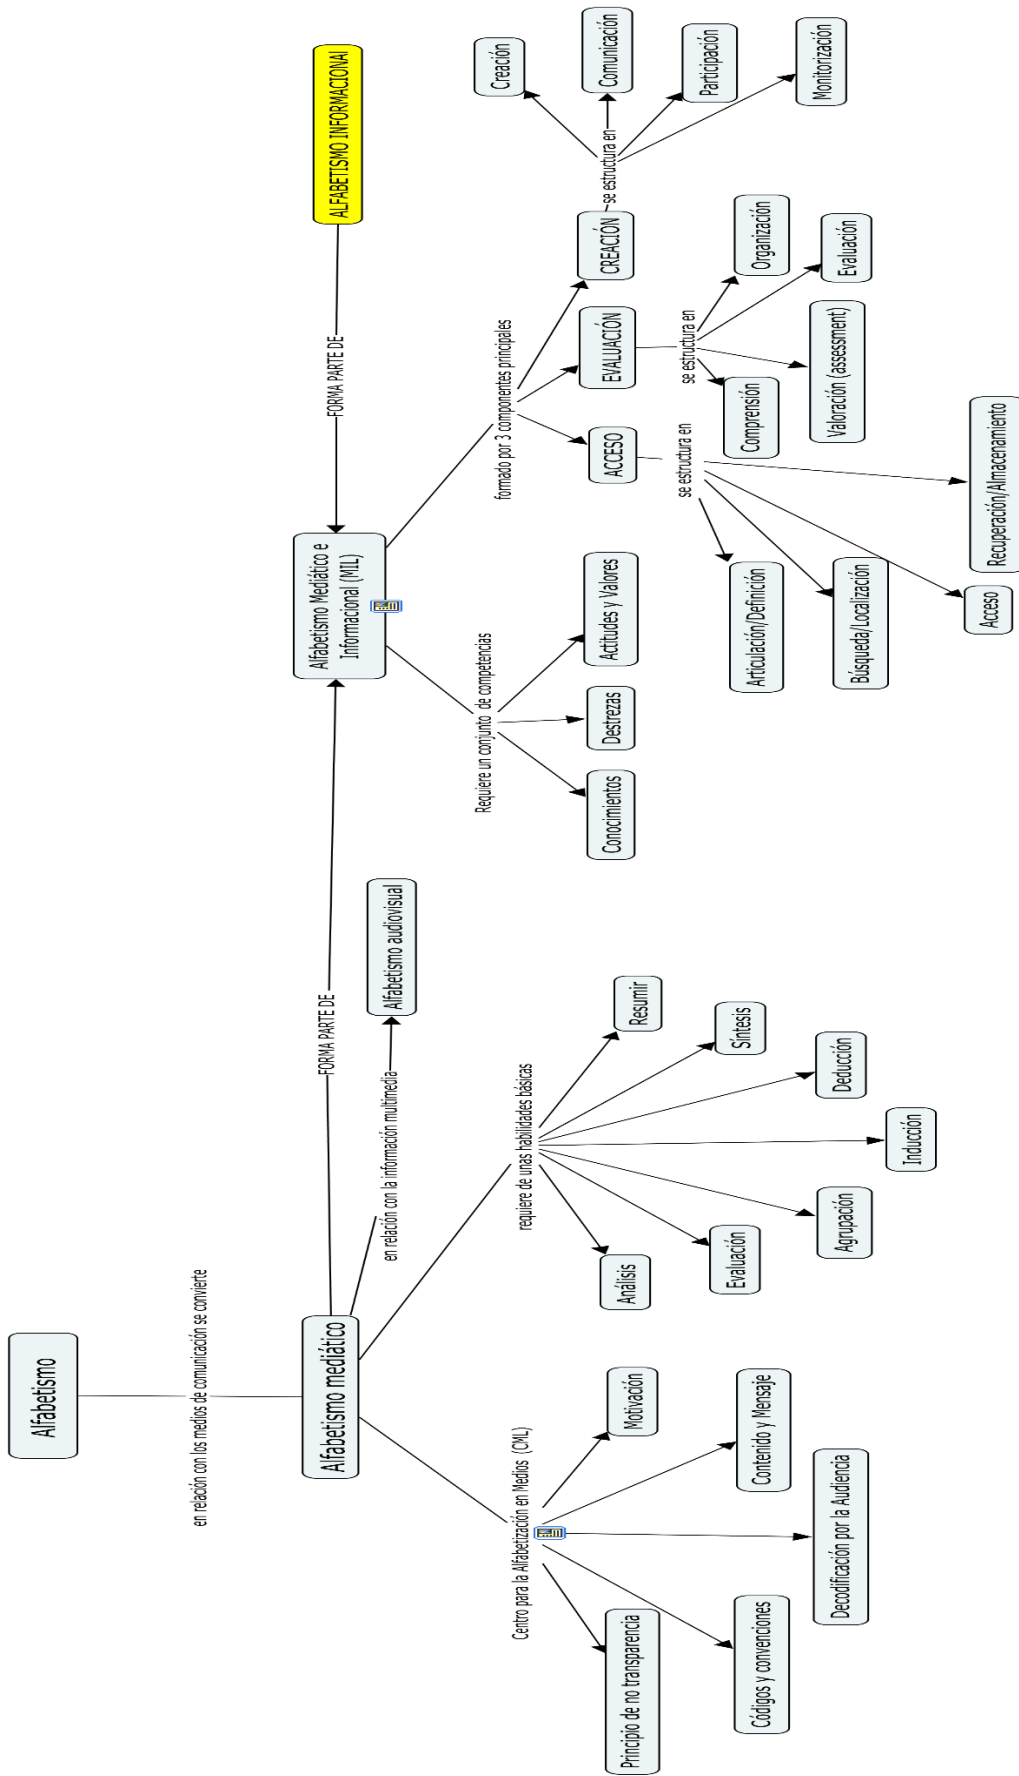 Alfabetismo
en relación con los medios de comunicación se convierte
Alfabetismo mediático
FORMA PARTE DE
Alfabetismo Mediático e
Informacional (MIL)
FORMA PARTE DE
ALFABETISMO INFORMACIONAl
en relación con la información multimedia
Alfabetismo audiovisual
Centro para la Alfabetización en Medios (CML)
Principio de no transparencia
Códigos y convenciones
Decodificación por la Audiencia
Contenido y Mensaje
Motivación
requiere de unas habilidades básicas
Análisis
Evaluación
Agrupación
Inducción
Deducción
Síntesis
Resumir
Requiere un conjunto de competencias
Conocimientos
Destrezas
Actitudes y Valores
formado por 3 componentes principales
ACCESO
EVALUACIÓN
CREACIÓN
se estructura en
Articulación/Definición
Búsqueda/Localización
Acceso
Recuperación/Almacenamiento
se estructura en
Comprensión
Valoración (assessment)
Evaluación
Organización
se estructura en
Creación
Comunicación
Participación
Monitorización